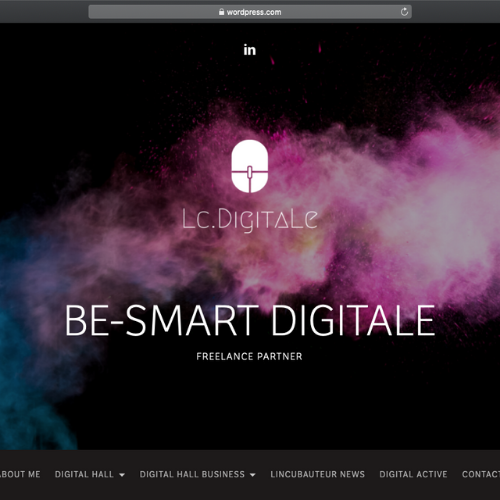 wordpress.com
in
Lc.DigitaLe
BE-SMART DIGITALE
FREELANCE PARTNER
ABOUT ME DIGITAL HALL DIGITAL HALL BUSINESS LINCUBAUTEUR NEWS DIGITAL ACTIVE CONTACT